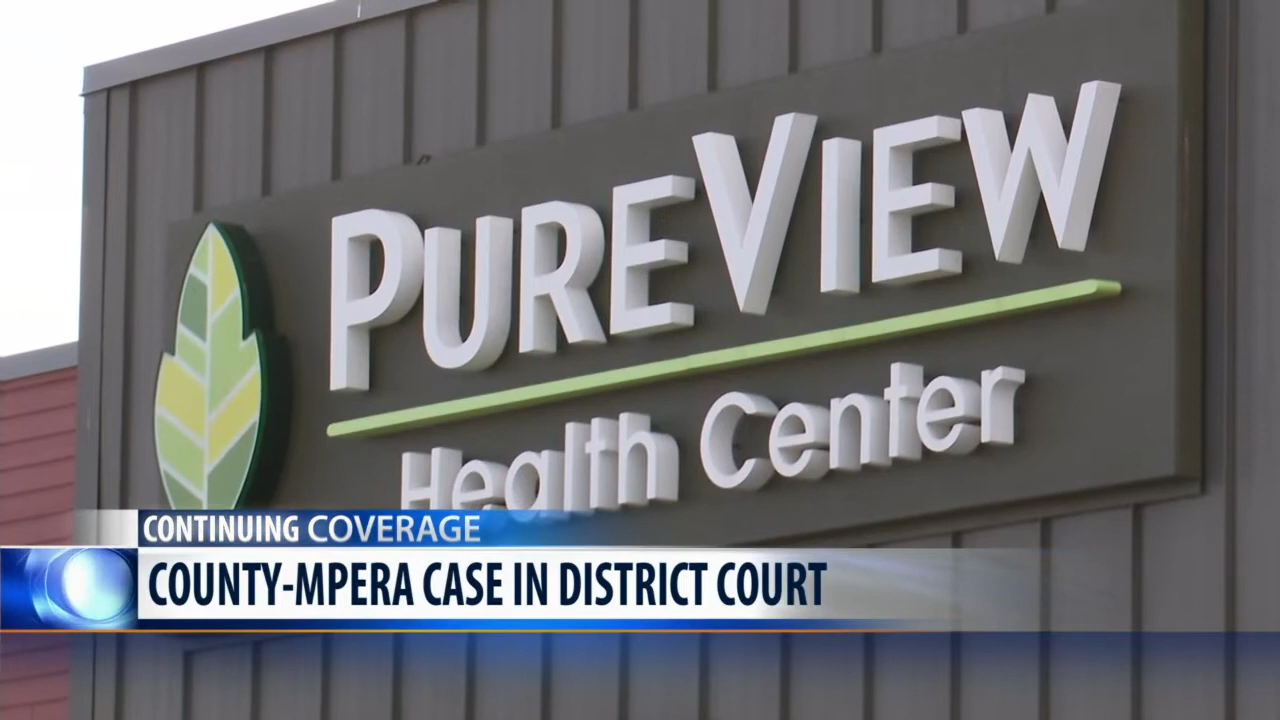 PUREVIEW
Health Center
CONTINUING COVERAGE
COUNTY-MPERA CASE IN DISTRICT COURT